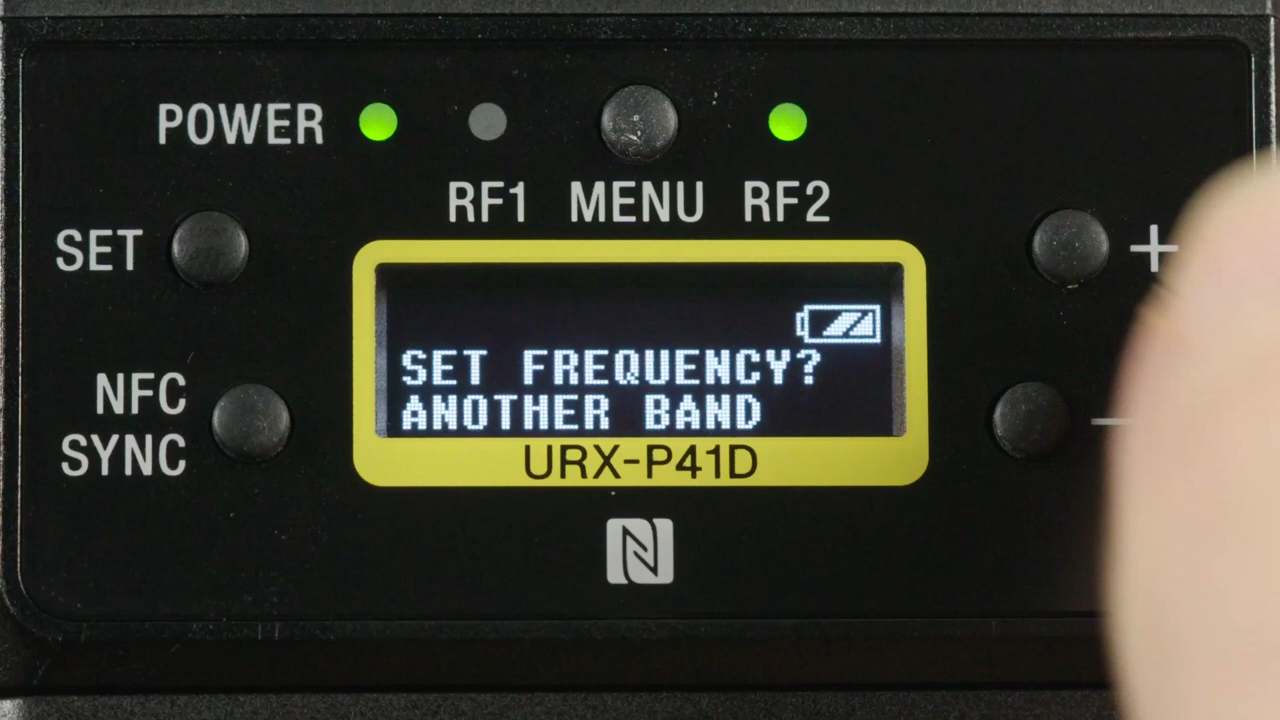 POWER
RF1 MENU RF2
SET
+
SET FREQUENCY?
ANOTHER BAND
NFC
SYNC
−
URX-P41D